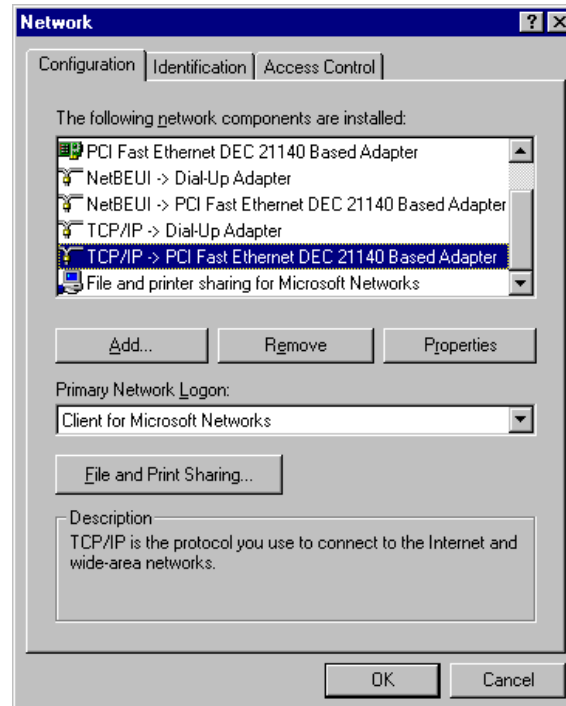 Network
Configuration Identification Access Control
The following network components are installed:
PCI Fast Ethernet DEC 21140 Based Adapter
NetBEUI -> Dial-Up Adapter
NetBEUI -> PCI Fast Ethernet DEC 21140 Based Adapter
TCP/IP -> Dial-Up Adapter
TCP/IP -> PCI Fast Ethernet DEC 21140 Based Adapter
File and printer sharing for Microsoft Networks
Add... Remove Properties
Primary Network Logon:
Client for Microsoft Networks
File and Print Sharing...
Description
TCP/IP is the protocol you use to connect to the Internet and
wide-area networks.
OK Cancel